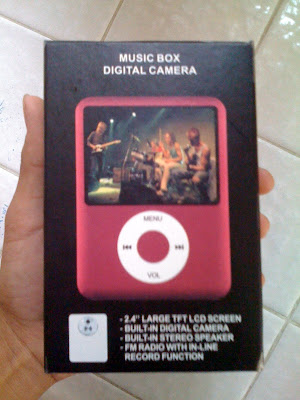 MUSIC BOX
DIGITAL CAMERA
MENU
VOL
- 2.4" LARGE TFT LCD SCREEN
- BUILT-IN DIGITAL CAMERA
- BUILT-IN STEREO SPEAKER
- FM RADIO WITH IN-LINE
RECORD FUNCTION